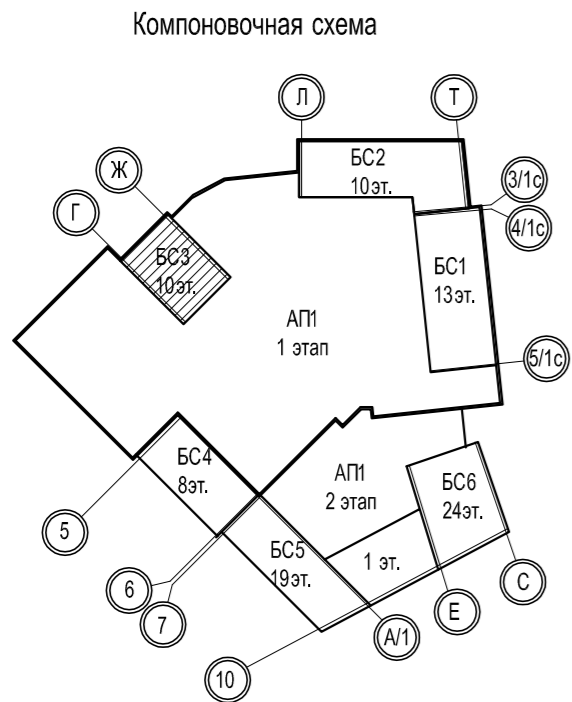 Компоновочная схема
Л
Т
БС2
10эт.
Ж
3/1с
4/1с
Г
БС3
10эт.
БС1
13эт.
АП1
1 этап
5/1с
БС4
8эт.
АП1
2 этап
БС6
24эт.
5
БС5
19эт.
1 эт.
6
7
С
Е
А/1
10